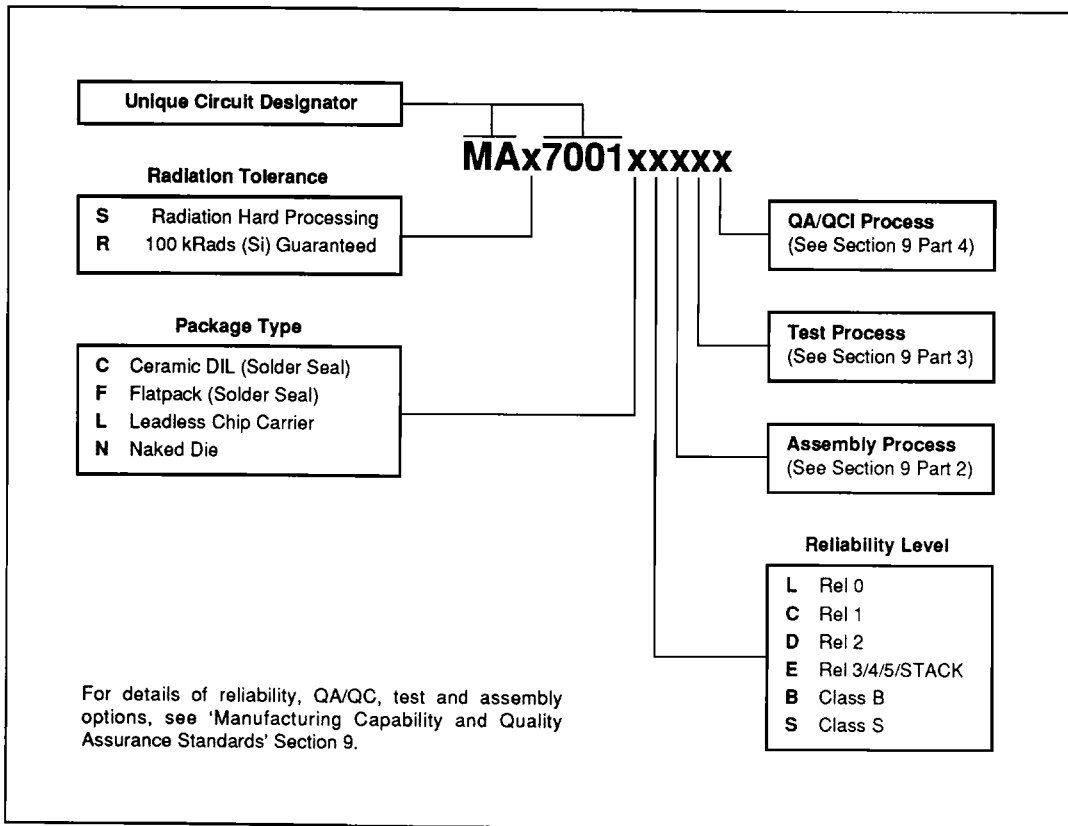 Unique Circuit Designator
MAx7001xxxxx
Radiation Tolerance
S Radiation Hard Processing
R 100 kRads (Si) Guaranteed
Package Type
C Ceramic DIL (Solder Seal)
F Flatpack (Solder Seal)
L Leadless Chip Carrier
N Naked Die
QA/QCI Process
(See Section 9 Part 4)
Test Process
(See Section 9 Part 3)
Assembly Process
(See Section 9 Part 2)
Reliability Level
L Rel 0
C Rel 1
D Rel 2
E Rel 3/4/5/STACK
B Class B
S Class S
For details of reliability, QA/QC, test and assembly
options, see 'Manufacturing Capability and Quality
Assurance Standards' Section 9.